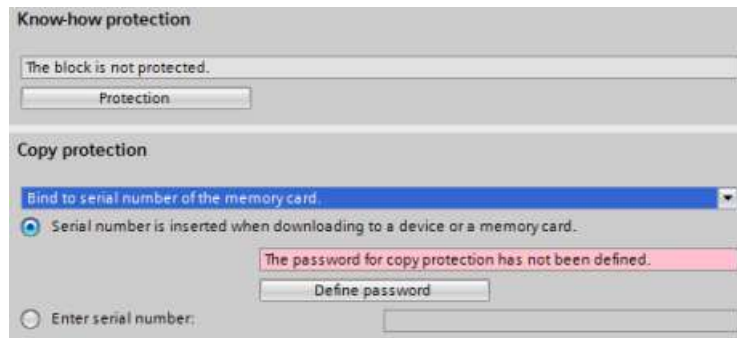 Know-how protection
The block is not protected.
Protection
Copy protection
Bind to serial number of the memory card.
Serial number is inserted when downloading to a device or a memory card.
The password for copy protection has not been defined.
Define password
Enter serial number: